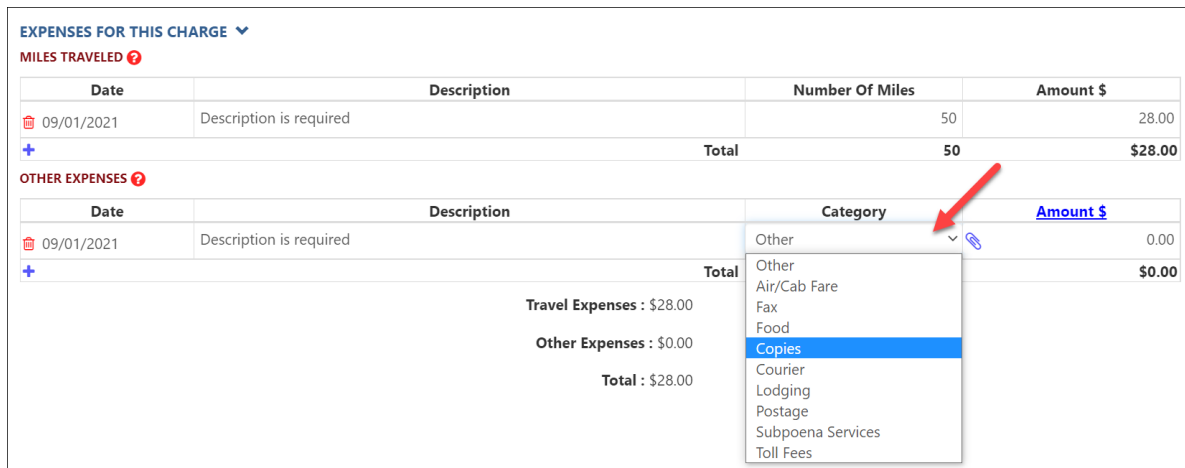 EXPENSES FOR THIS CHARGE
MILES TRAVELED ?
Date Description Number Of Miles Amount $
09/01/2021 Description is required 50 28.00
+ Total 50 $28.00
OTHER EXPENSES ?
Date Description Category Amount $
09/01/2021 Description is required Other 0.00
+ Total $0.00
Other
Air/Cab Fare
Fax
Food
Copies
Courier
Lodging
Postage
Subpoena Services
Toll Fees
Travel Expenses : $28.00
Other Expenses : $0.00
Total : $28.00